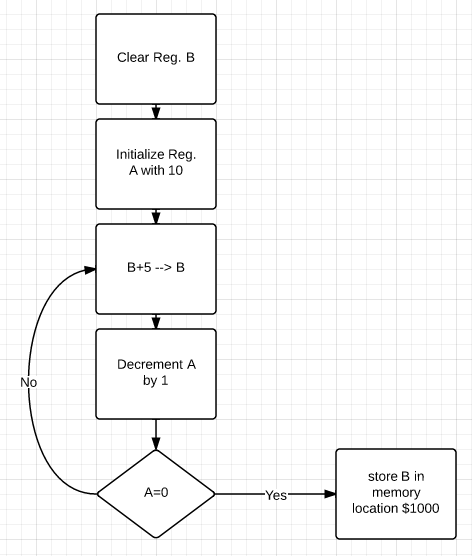 Clear Reg. B
Initialize Reg.
A with 10
B+5 --> B
Decrement A
by 1
No
A=0
Yes
store B in
memory
location $1000